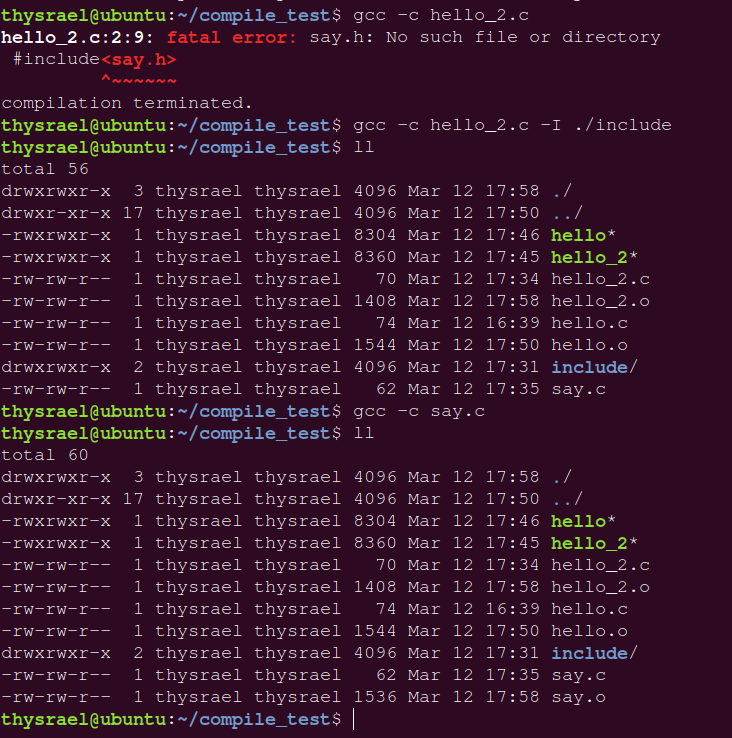 thysrael@ubuntu:~/compile_test$ gcc -c hello_2.c
hello_2.c:2:9: fatal error: say.h: No such file or directory
 #include<say.h>
         ^~~~~~~
compilation terminated.
thysrael@ubuntu:~/compile_test$ gcc -c hello_2.c -I ./include
thysrael@ubuntu:~/compile_test$ ll
total 56
drwxrwxr-x  3 thysrael thysrael 4096 Mar 12 17:58 ./
drwxr-xr-x 17 thysrael thysrael 4096 Mar 12 17:50 ../
-rwxrwxr-x  1 thysrael thysrael 8304 Mar 12 17:46 hello*
-rwxrwxr-x  1 thysrael thysrael 8360 Mar 12 17:45 hello_2*
-rw-rw-r--  1 thysrael thysrael   70 Mar 12 17:34 hello_2.c
-rw-rw-r--  1 thysrael thysrael 1408 Mar 12 17:58 hello_2.o
-rw-rw-r--  1 thysrael thysrael   74 Mar 12 16:39 hello.c
-rw-rw-r--  1 thysrael thysrael 1544 Mar 12 17:50 hello.o
drwxrwxr-x  2 thysrael thysrael 4096 Mar 12 17:31 include/
-rw-rw-r--  1 thysrael thysrael   62 Mar 12 17:35 say.c
thysrael@ubuntu:~/compile_test$ gcc -c say.c
thysrael@ubuntu:~/compile_test$ ll
total 60
drwxrwxr-x  3 thysrael thysrael 4096 Mar 12 17:58 ./
drwxr-xr-x 17 thysrael thysrael 4096 Mar 12 17:50 ../
-rwxrwxr-x  1 thysrael thysrael 8304 Mar 12 17:46 hello*
-rwxrwxr-x  1 thysrael thysrael 8360 Mar 12 17:45 hello_2*
-rw-rw-r--  1 thysrael thysrael   70 Mar 12 17:34 hello_2.c
-rw-rw-r--  1 thysrael thysrael 1408 Mar 12 17:58 hello_2.o
-rw-rw-r--  1 thysrael thysrael   74 Mar 12 16:39 hello.c
-rw-rw-r--  1 thysrael thysrael 1544 Mar 12 17:50 hello.o
drwxrwxr-x  2 thysrael thysrael 4096 Mar 12 17:31 include/
-rw-rw-r--  1 thysrael thysrael   62 Mar 12 17:35 say.c
-rw-rw-r--  1 thysrael thysrael 1536 Mar 12 17:58 say.o
thysrael@ubuntu:~/compile_test$